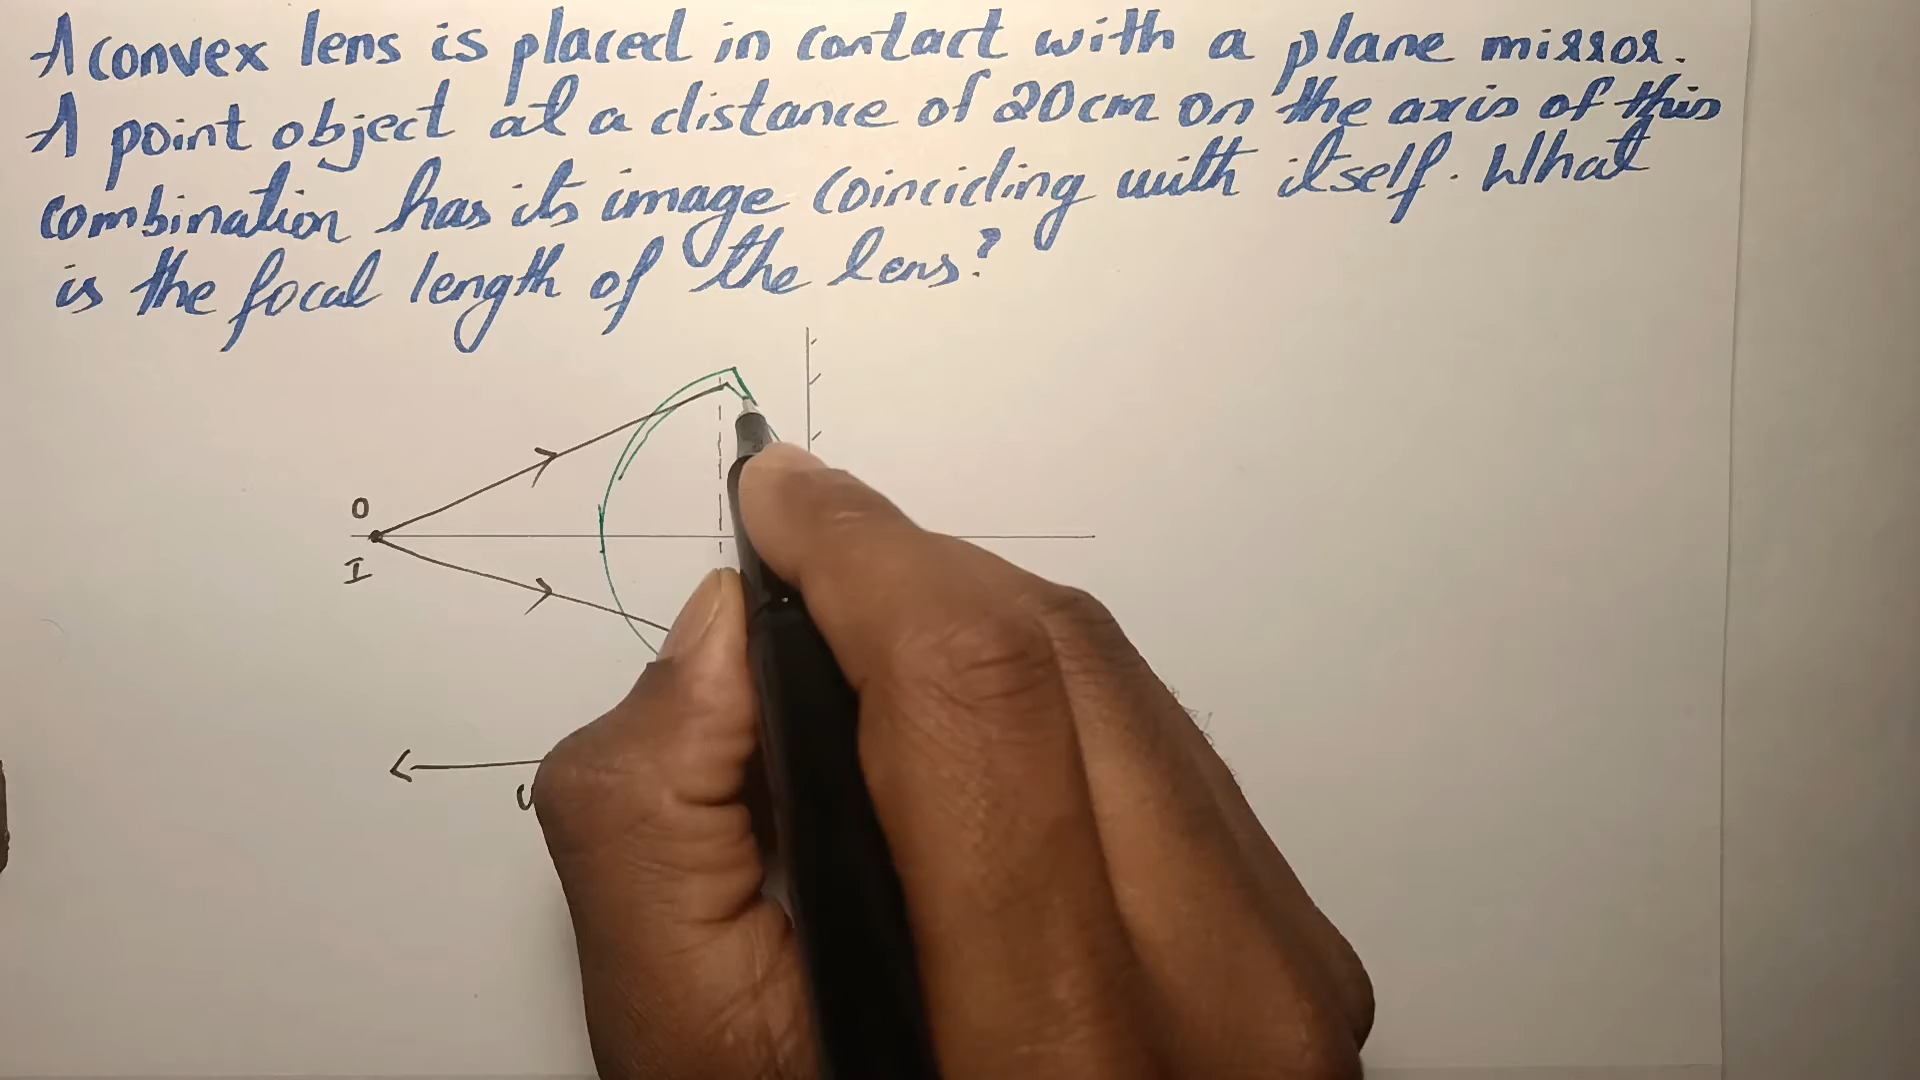 A convex lens is placed in contact with a plane mirror.
A point object at a distance of 20cm on the axis of this
combination has its image coinciding with itself. What
is the focal length of the lens?
O
I